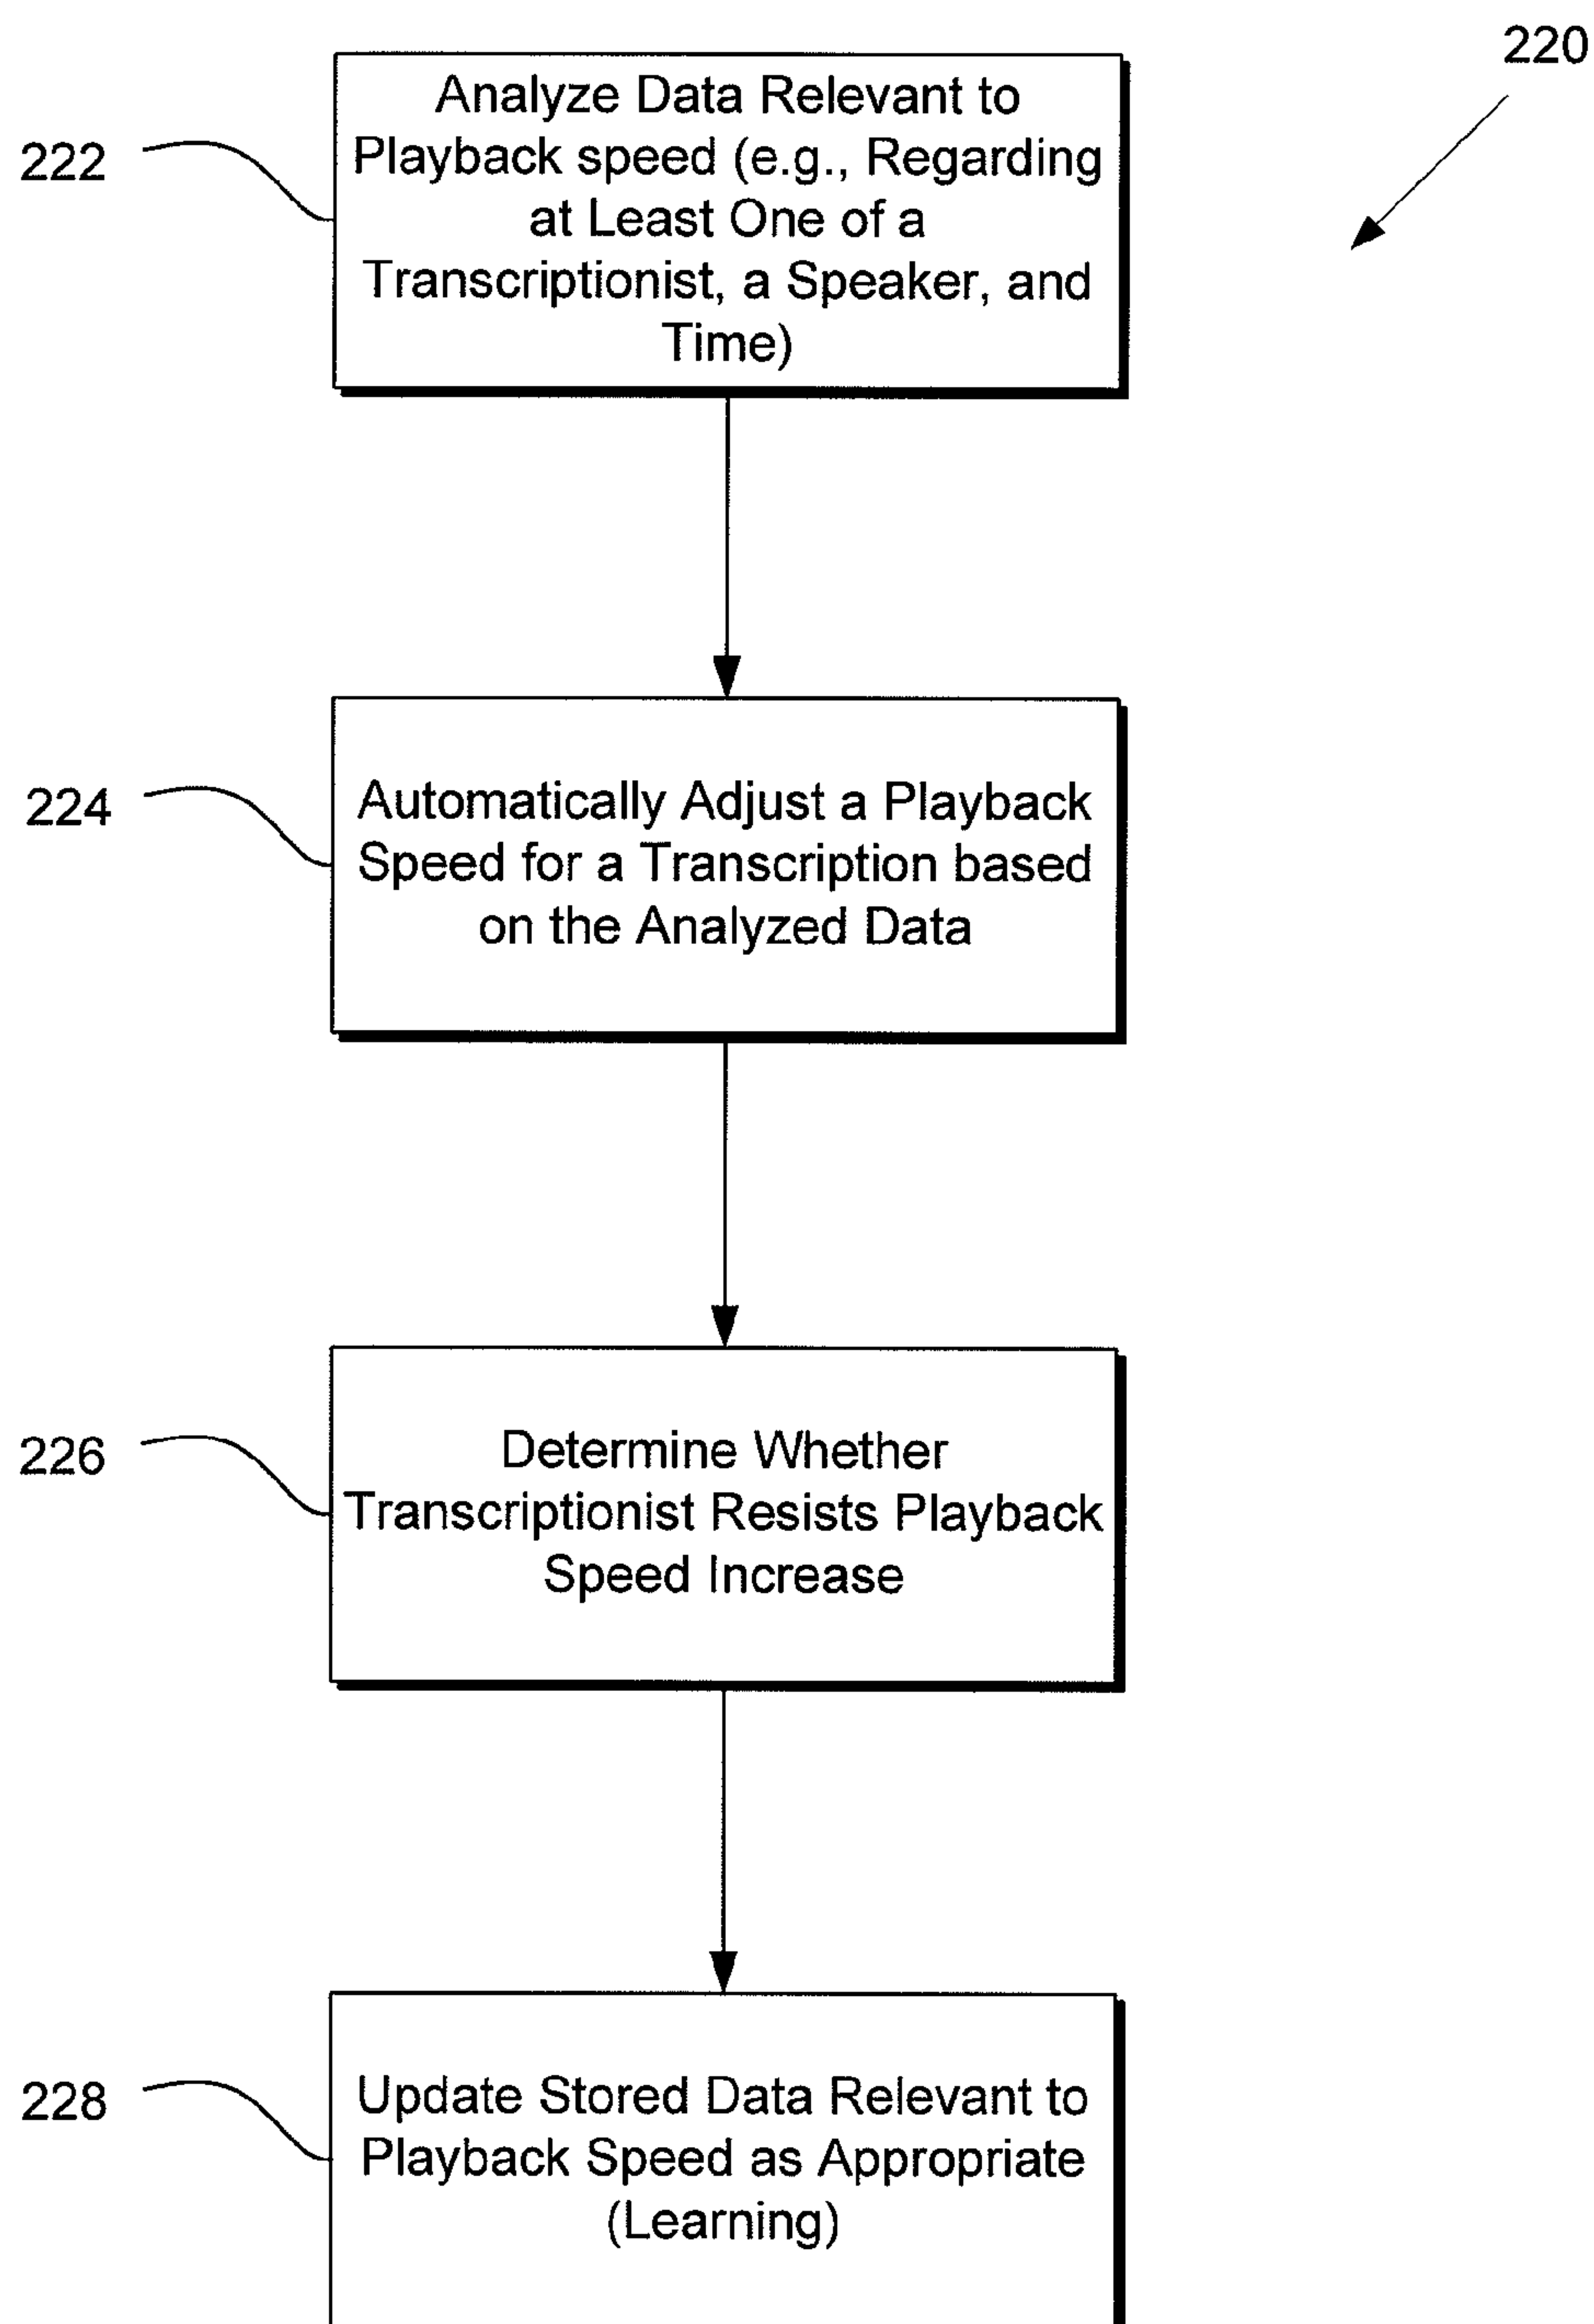 220
222
Analyze Data Relevant to
Playback speed (e.g., Regarding
at Least One of a
Transcriptionist, a Speaker, and
Time)
224
Automatically Adjust a Playback
Speed for a Transcription based
on the Analyzed Data
226
Determine Whether
Transcriptionist Resists Playback
Speed Increase
228
Update Stored Data Relevant to
Playback Speed as Appropriate
(Learning)